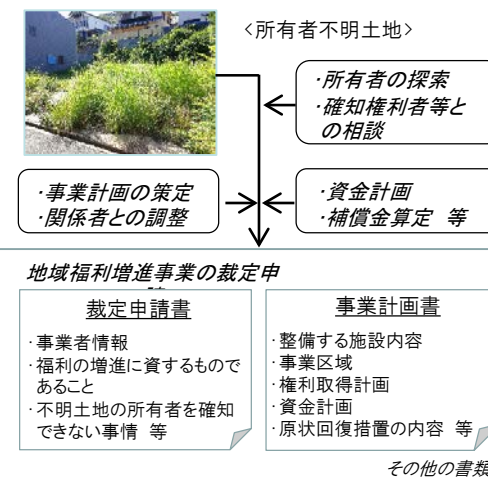 <所有者不明土地>
・所有者の探索
・確知権利者等と
の相談
・事業計画の策定
・関係者との調整
・資金計画
・補償金算定 等
地域福利増進事業の裁定申
裁定申請書
・事業者情報
・福利の増進に資するもので
あること
・不明土地の所有者を確知
できない事情 等
事業計画書
・整備する施設内容
・事業区域
・権利取得計画
・資金計画
・原状回復措置の内容 等
その他の書類